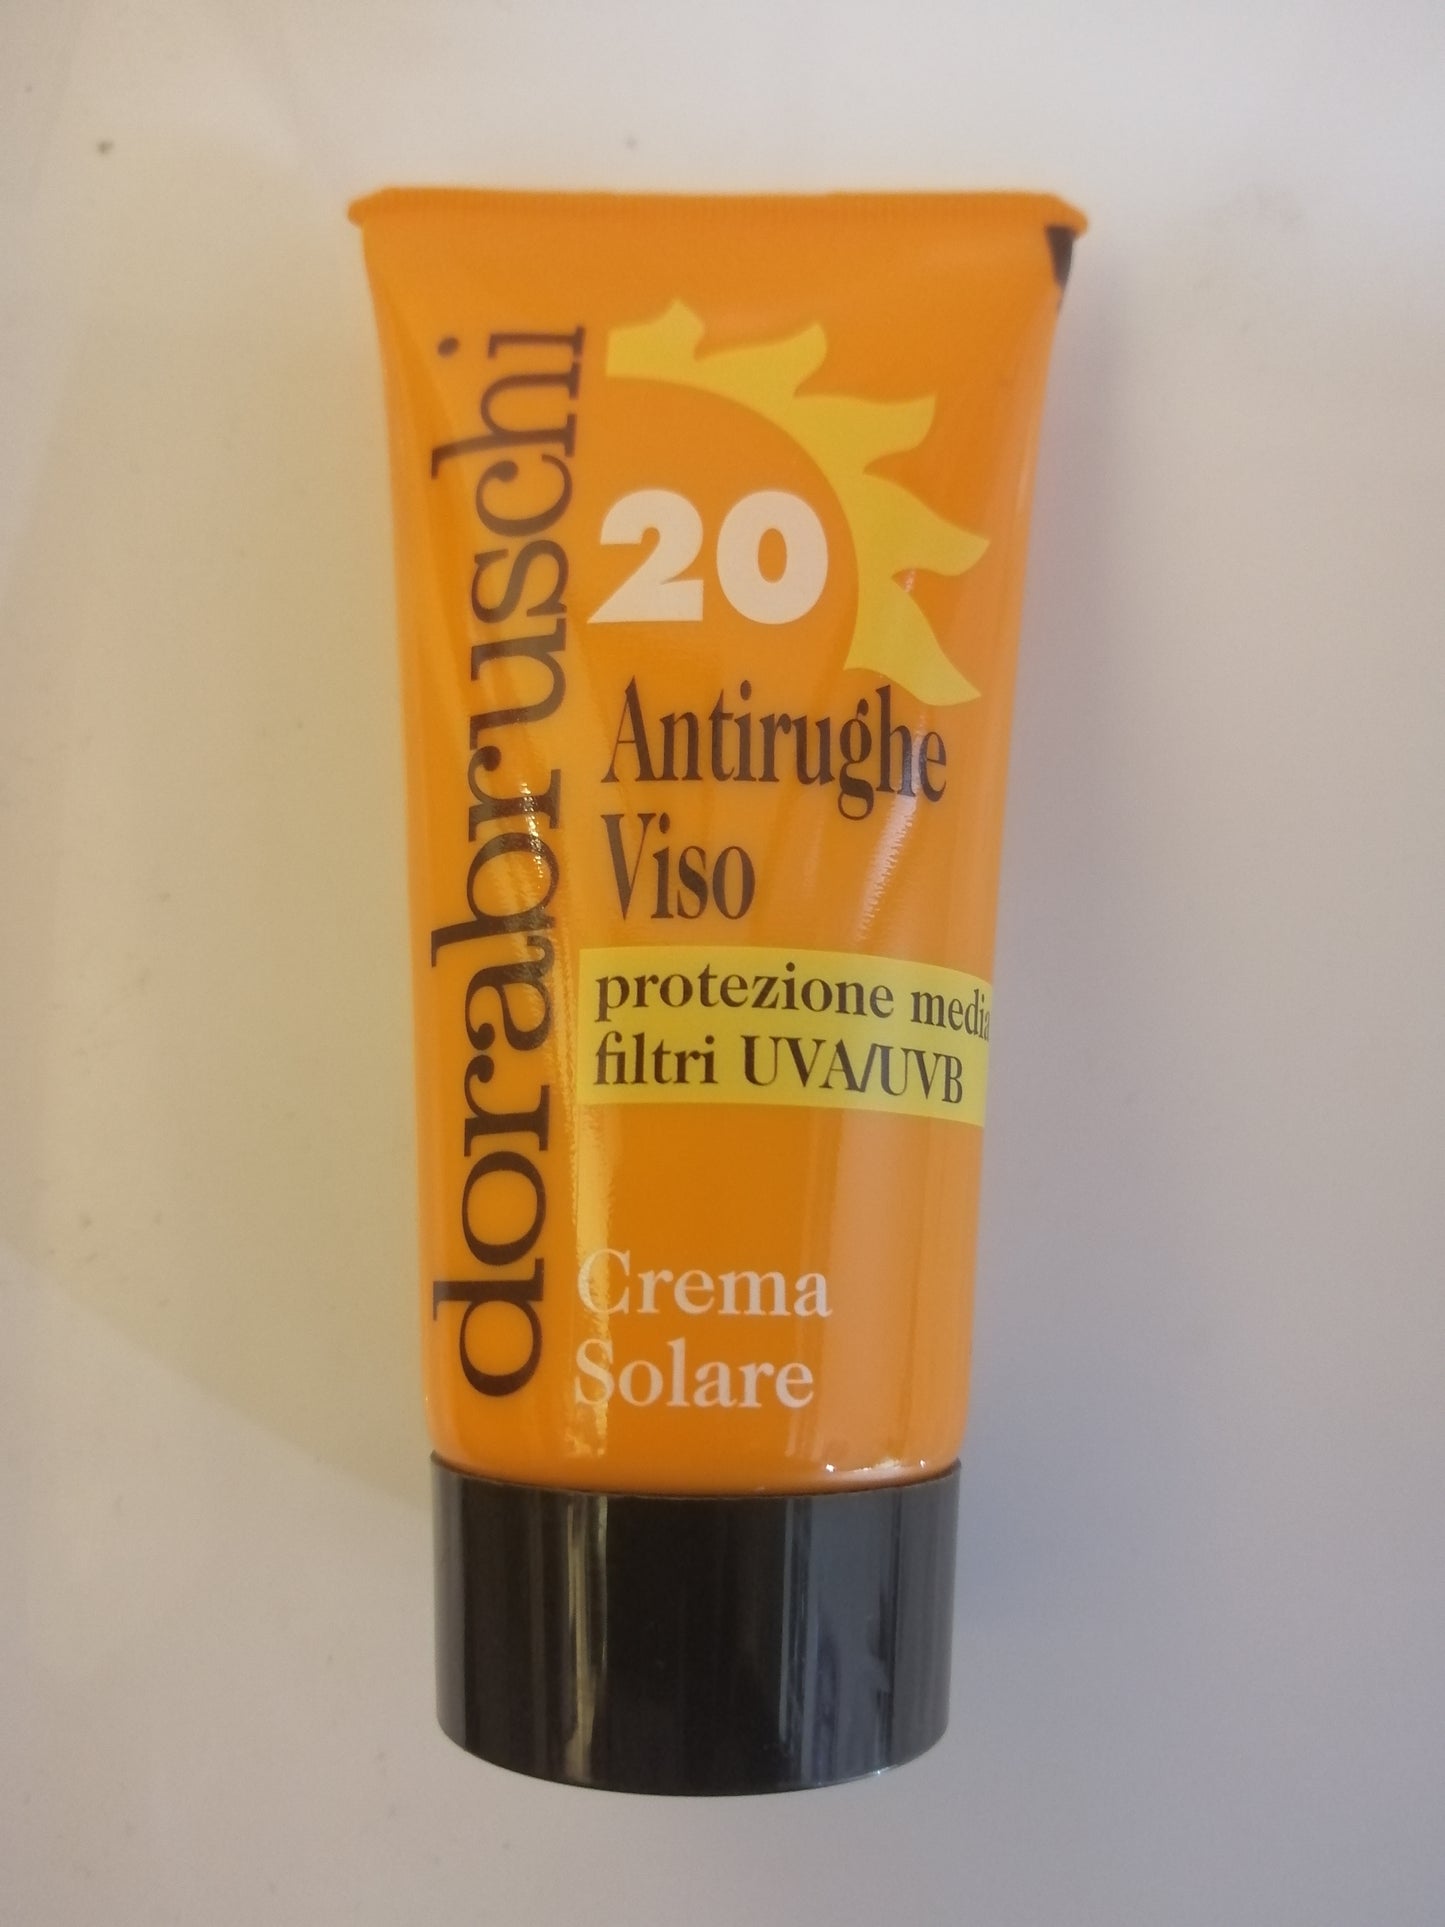 dorabruschi
20
Antirughe
Viso
protezione media
filtri UVA/UVB
Crema
Solare